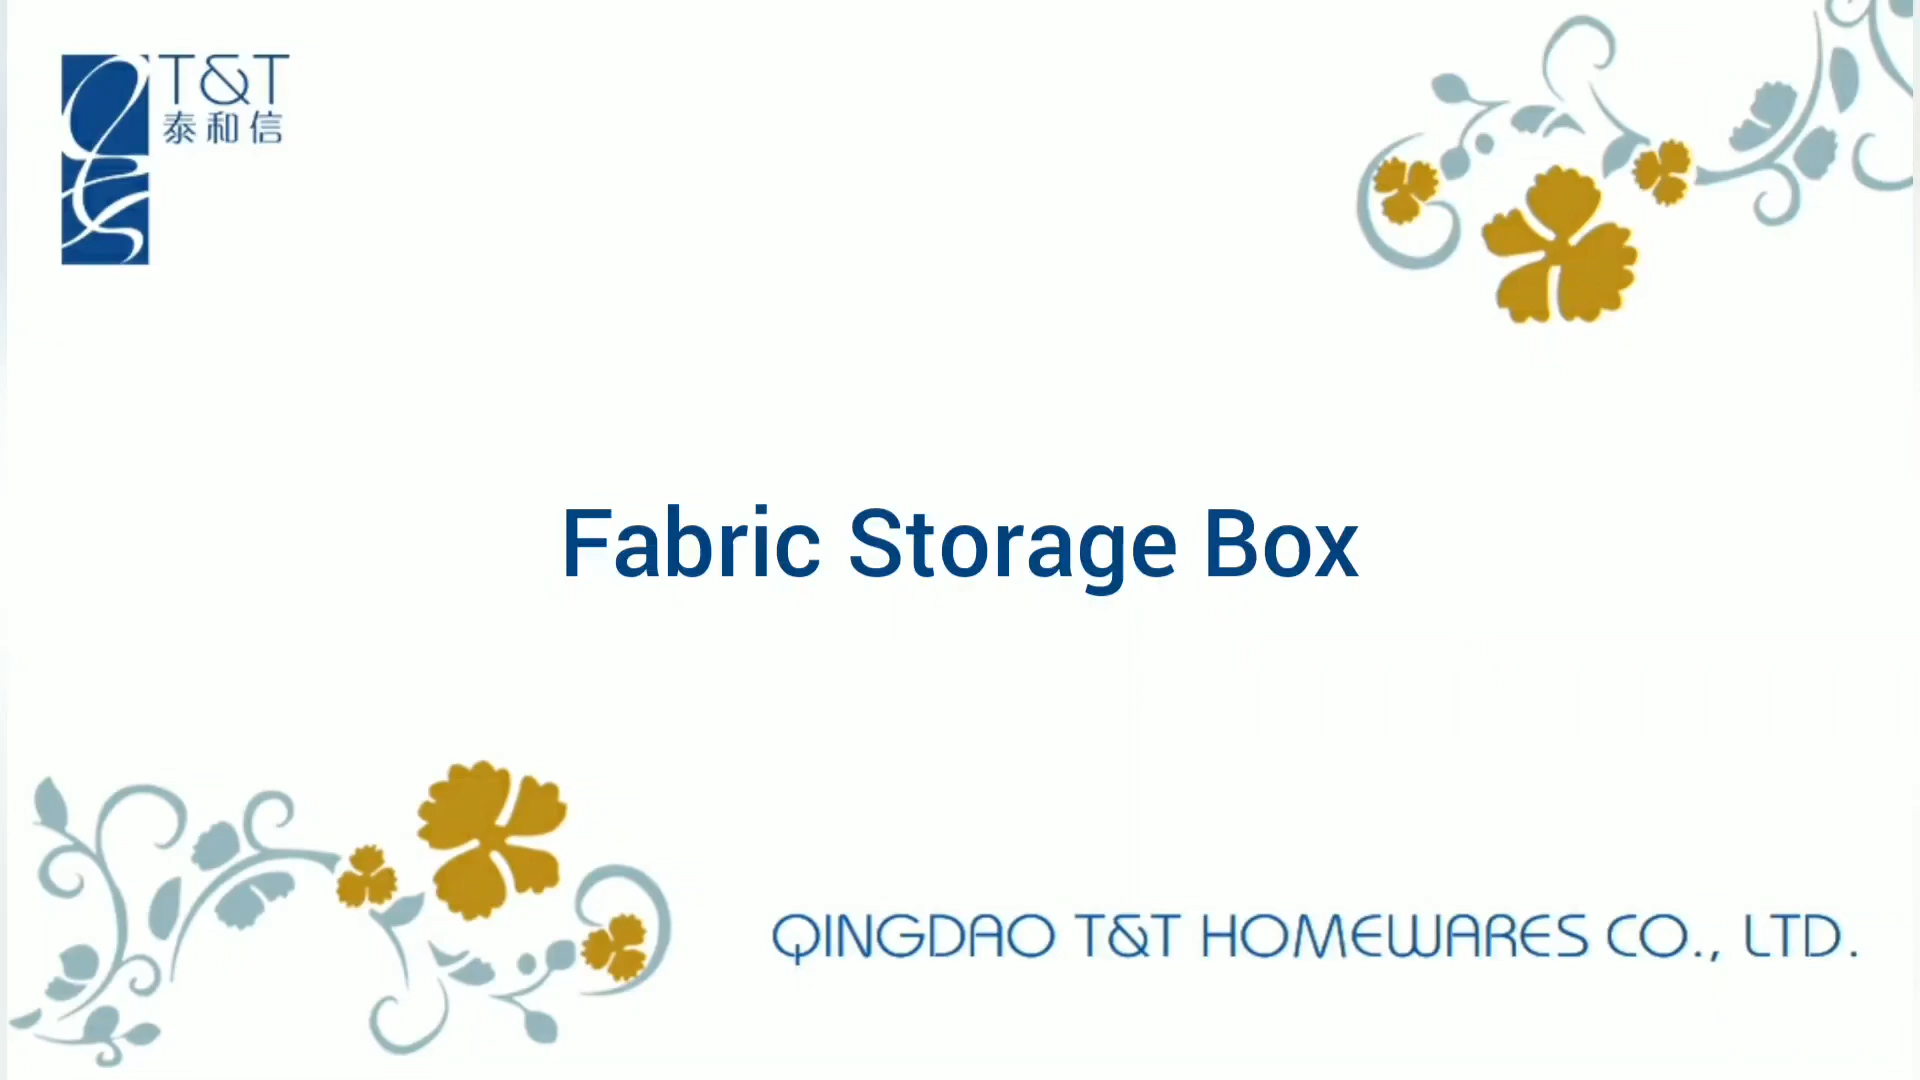 T&T
泰和信
Fabric Storage Box
QINGDAO T&T HOMEWARES CO., LTD.